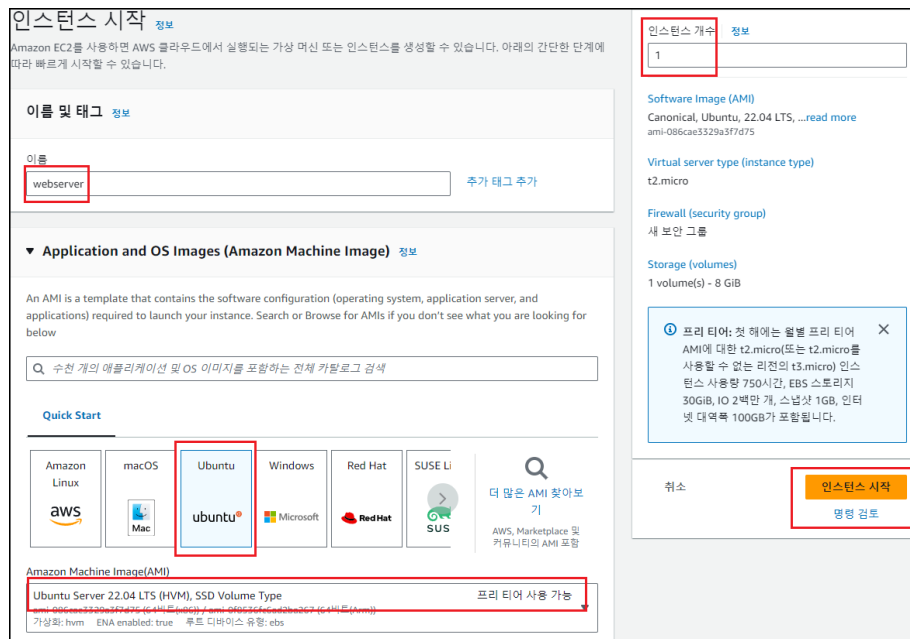 인스턴스 시작 정보
Amazon EC2를 사용하면 AWS 클라우드에서 실행되는 가상 머신 또는 인스턴스를 생성할 수 있습니다. 아래의 간단한 단계에
따라 빠르게 시작할 수 있습니다.
이름 및 태그 정보
이름
webserver
추가 태그 추가
Application and OS Images (Amazon Machine Image) 정보
An AMI is a template that contains the software configuration (operating system, application server, and
applications) required to launch your instance. Search or Browse for AMIs if you don't see what you are looking for
below
수천 개의 애플리케이션 및 OS 이미지를 포함하는 전체 카탈로그 검색
Quick Start
Amazon
Linux
aws
macOS
Mac
Ubuntu
ubuntu
Windows
Microsoft
Red Hat
RedHat
SUSE Li
SUS
더 많은 AMI 찾아보
기
AWS, Marketplace 및
커뮤니티의 AMI 포함
Amazon Machine Image(AMI)
Ubuntu Server 22.04 LTS (HVM), SSD Volume Type 프리 티어 사용 가능
ami-086cae3329a3f7d75 (64비트(x86)) /
가상화: hvm ENA enabled: true 루트 디바이스 유형: ebs
인스턴스 개수 정보
1
Software Image (AMI)
Canonical, Ubuntu, 22.04 LTS, ...read more
ami-086cae3329a3f7d75
Virtual server type (instance type)
t2.micro
Firewall (security group)
새 보안 그룹
Storage (volumes)
1 volume(s) - 8 GiB
프리 티어: 첫 해에는 월별 프리 티어
AMI에 대한 t2.micro(또는 t2.micro를
사용할 수 없는 리전의 t3.micro) 인스
턴스 사용량 750시간, EBS 스토리지
30GiB, IO 2백만 개, 스냅샷 1GB, 인터
넷 대역폭 100GB가 포함됩니다.
취소
인스턴스 시작
명령 검토